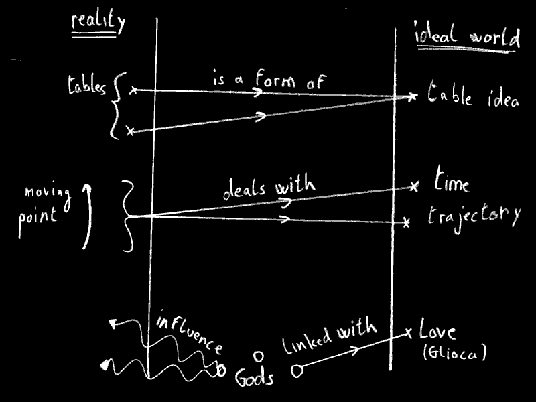 reality
ideal world
tables
is a form of
table idea
moving
point
deals with
time
trajectory
influence
Gods
linked with
Love
(Glioca)